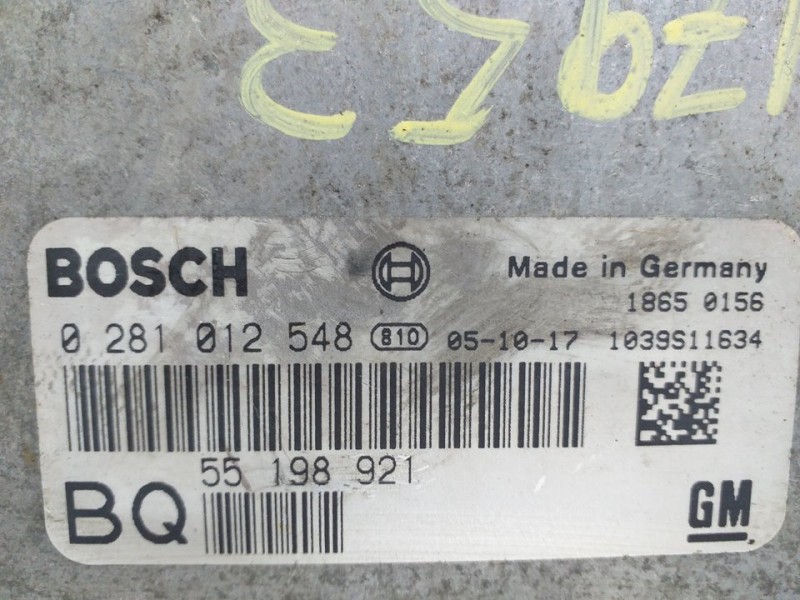 BOSCH Made in Germany
1865 0156
0 281 012 548 810 05-10-17 1039S11634
55 198 921
BQ GM